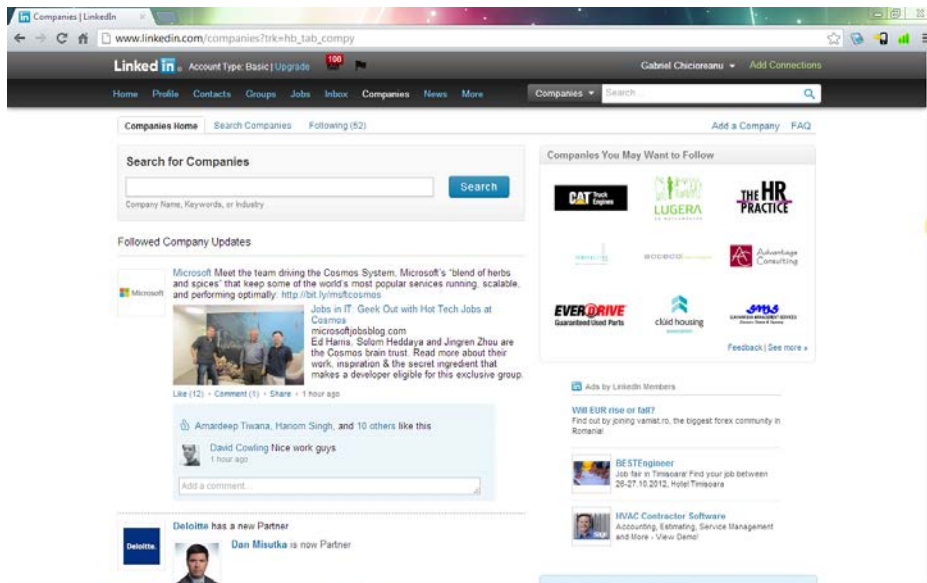 Companies | LinkedIn
www.linkedin.com/companies?trk=hb_tab_compy
Linked in. Account Type: Basic | Upgrade 100 Gabriel Chicioreanu Add Connections
Home Profile Contacts Groups Jobs Inbox Companies News More Companies Search...
Companies Home Search Companies Following (52) Add a Company FAQ
Search for Companies
Search
Company Name, Keywords, or Industry
Followed Company Updates
Microsoft
Microsoft Meet the team driving the Cosmos System, Microsoft's "blend of herbs
and spices" that keep some of the world's most popular services running, scalable,
and performing optimally. http://bit.ly/msftcosmos
Jobs in IT: Geek Out with Hot Tech Jobs at
Cosmos
microsoftjobsblog.com
Ed Harris, Solom Heddaya and Jingren Zhou are
the Cosmos brain trust. Read more about their
work, inspiration & the secret ingredient that
makes a developer eligible for this exclusive group.
Like (12) • Comment (1) • Share • 1 hour ago
Amardeep Tiwana, Hariom Singh, and 10 others like this
David Cowling Nice work guys
1 hour ago
Add a comment...
Deloitte.
Deloitte has a new Partner
Dan Misutka is now Partner
Companies You May Want to Follow
CAT Truck Engines
LUGERA
THE HR PRACTICE
Advantage Consulting
EVERDRIVE
Guaranteed Used Parts
clúid housing
sms
Feedback | See more »
Ads by LinkedIn Members
Will EUR rise or fall?
Find out by joining vamist.ro, the biggest forex community in
Romania!
BESTEngineer
Job fair in Timisoara! Find your job between
26-27.10.2012, Hotel Timisoara
HVAC Contractor Software
Accounting, Estimating, Service Management
and More - View Demo!